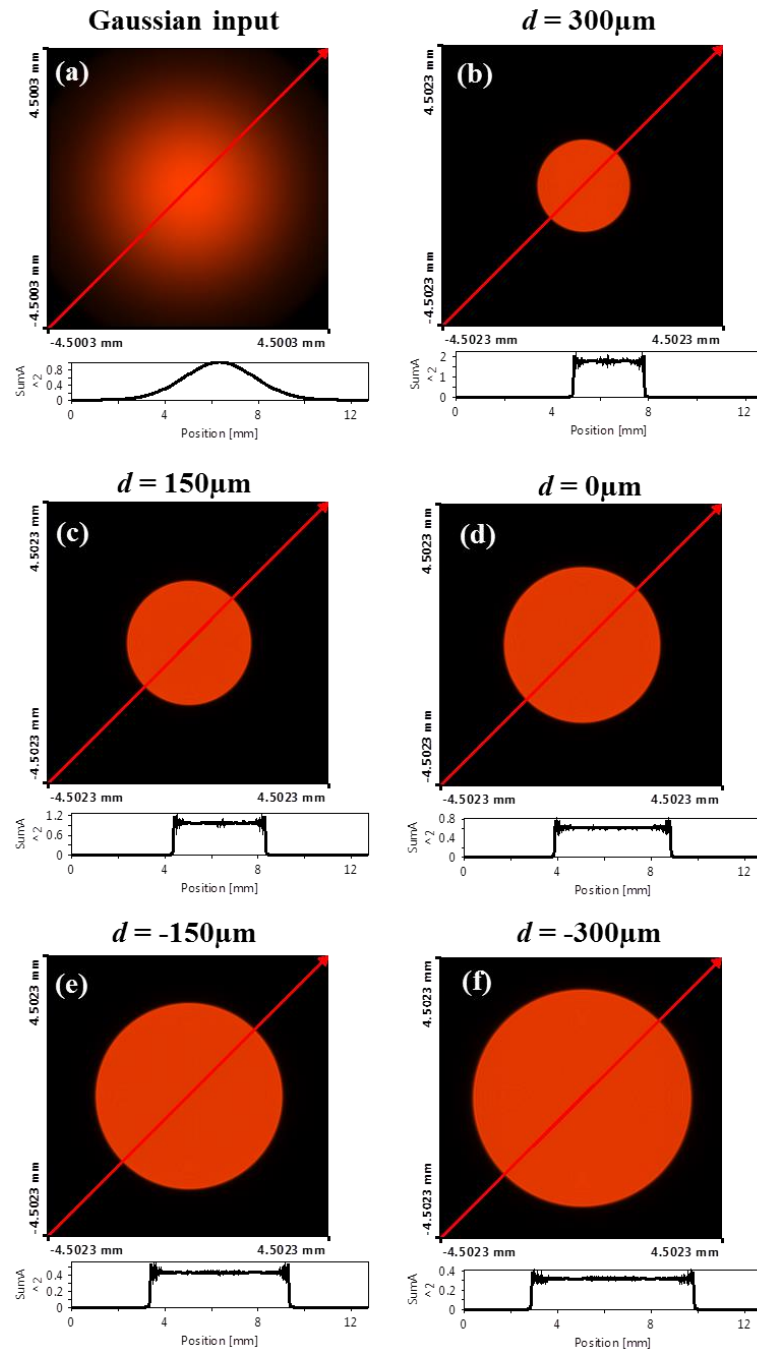 Gaussian input
d = 300μm
(a)
(b)
4.5003 mm
-4.5003 mm
-4.5003 mm 4.5003 mm
4.5023 mm
-4.5023 mm
-4.5023 mm 4.5023 mm
SumA
^2
0.8
0.4
0
0 4 8 12
Position [mm]
SumA
^2
2
1
0
0 4 8 12
Position [mm]
d = 150μm
d = 0μm
(c)
(d)
4.5023 mm
-4.5023 mm
-4.5023 mm 4.5023 mm
4.5023 mm
-4.5023 mm
-4.5023 mm 4.5023 mm
SumA
^2
1.2
0.6
0
0 4 8 12
Position [mm]
SumA
^2
0.8
0.4
0
0 4 8 12
Position [mm]
d = -150μm
d = -300μm
(e)
(f)
4.5023 mm
-4.5023 mm
-4.5023 mm 4.5023 mm
4.5023 mm
-4.5023 mm
-4.5023 mm 4.5023 mm
SumA
^2
0.4
0.2
0
0 4 8 12
Position [mm]
SumA
^2
0.4
0.2
0
0 4 8 12
Position [mm]